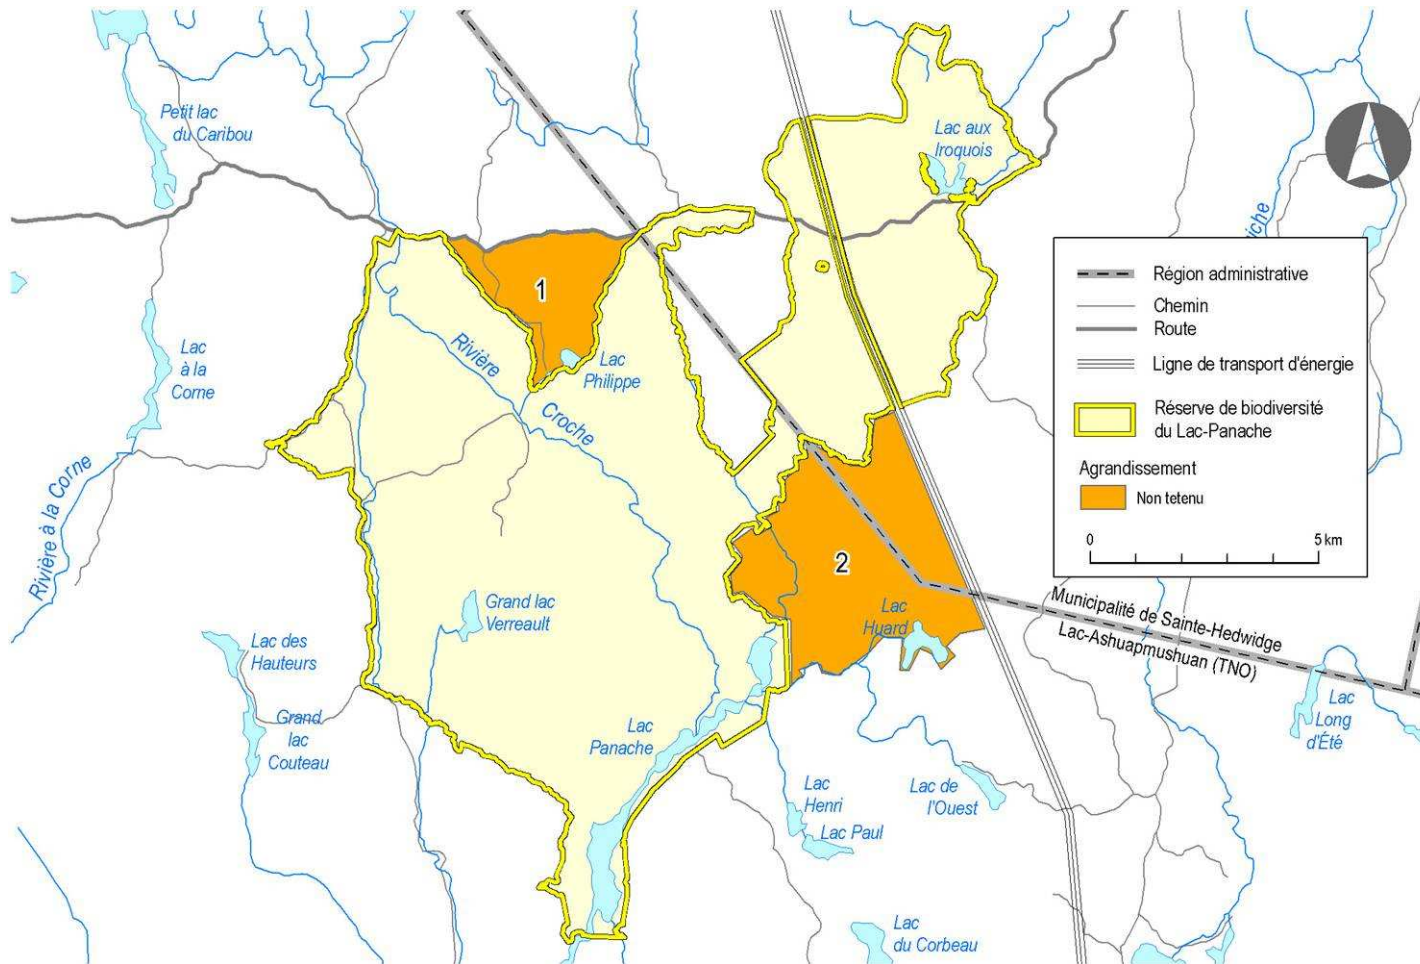 Petit lac
du Caribou
Lac aux
Iroquois
iche
1
Lac
Philippe
Rivière
Croche
Lac
à la
Corne
Rivière à la Corne
2
Grand lac
Verreault
Lac
Huard
Lac des
Hauteurs
Grand
lac
Couteau
Lac
Panache
Lac
Henri
Lac Paul
Lac de
l'Ouest
Lac
du Corbeau
Municipalité de Sainte-Hedwidge
Lac-Ashuapmushuan (TNO)
Lac
Long
d'Été
Région administrative
Chemin
Route
Ligne de transport d'énergie
Réserve de biodiversité
du Lac-Panache
Agrandissement
Non tetenu
0
5 km